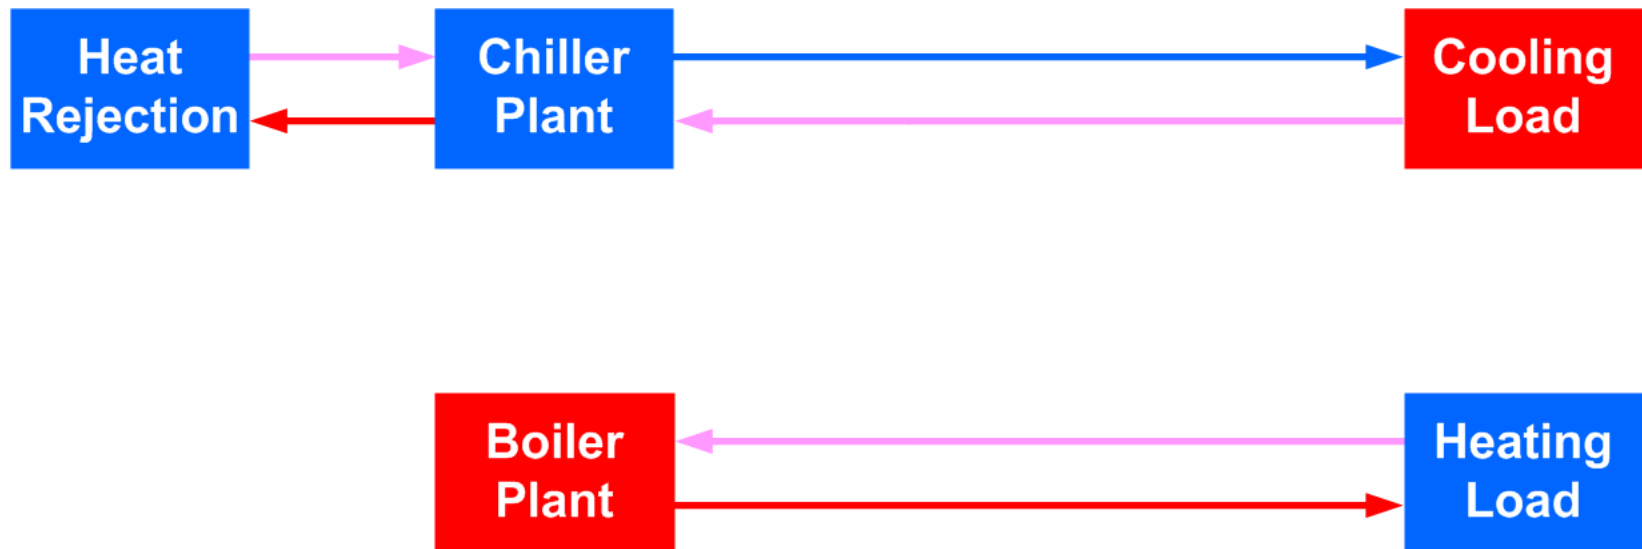 Heat
Rejection
Chiller
Plant
Cooling
Load
Boiler
Plant
Heating
Load